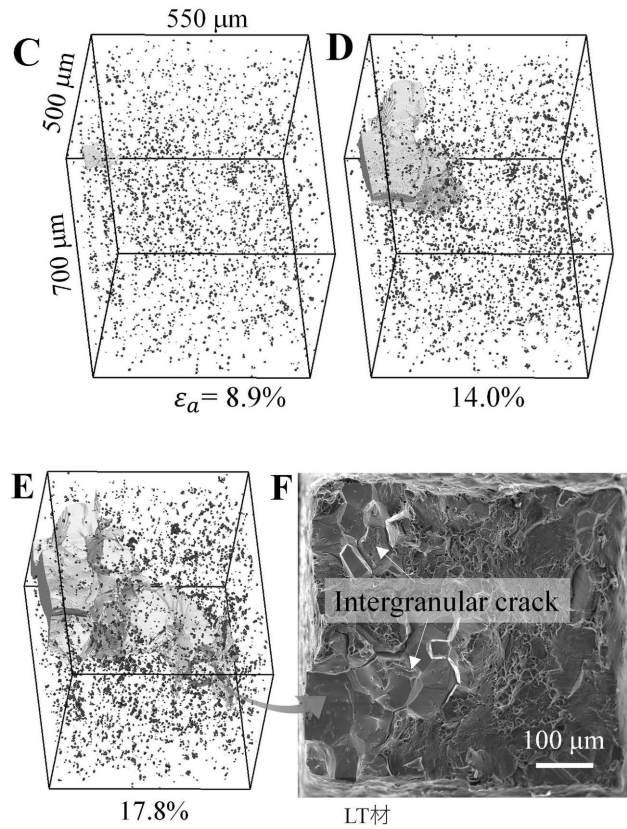 550 μm
C
D
500 μm
700 μm
εₐ= 8.9%
14.0%
E
F
Intergranular crack
100 μm
17.8%
LT材